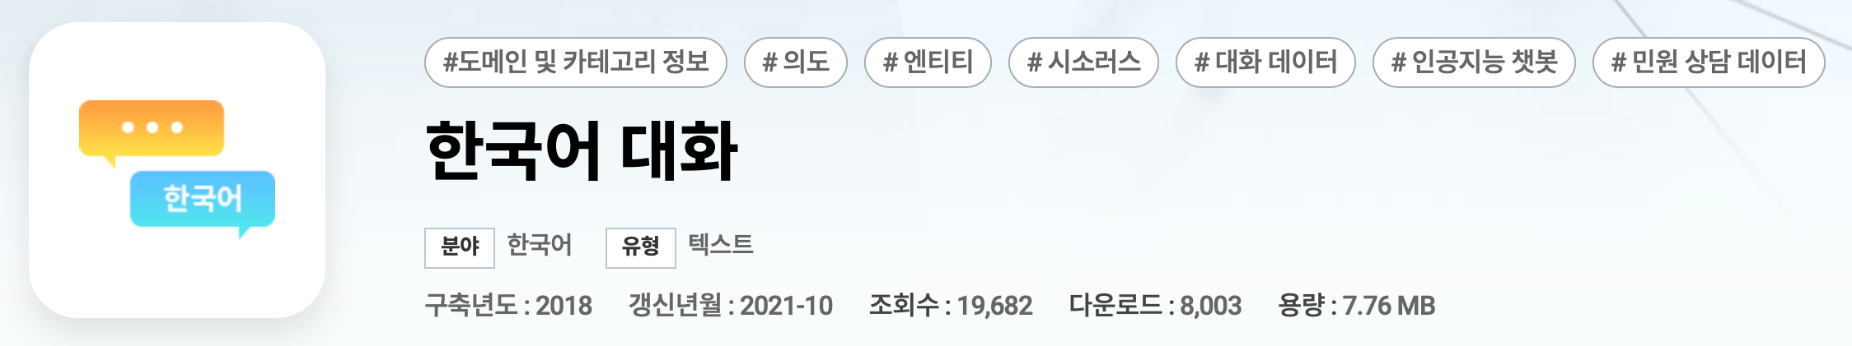 #도메인 및 카테고리 정보 # 의도 # 엔티티 # 시소러스 # 대화 데이터 # 인공지능 챗봇 # 민원 상담 데이터
한국어 대화
한국어
분야 한국어 유형 텍스트
구축년도 : 2018 갱신년월 : 2021-10 조회수 : 19,682 다운로드 : 8,003 용량 : 7.76 MB